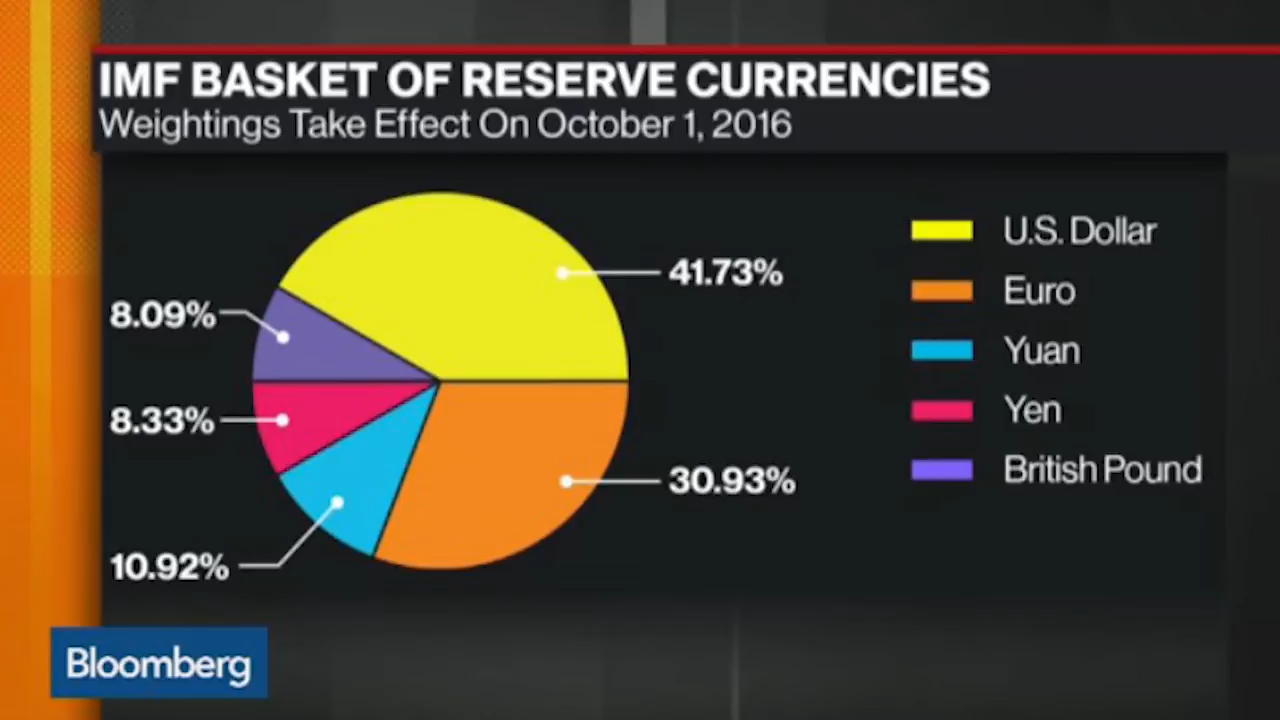 IMF BASKET OF RESERVE CURRENCIES
Weightings Take Effect On October 1, 2016
41.73%
8.09%
8.33%
30.93%
10.92%
U.S. Dollar
Euro
Yuan
Yen
British Pound
Bloomberg